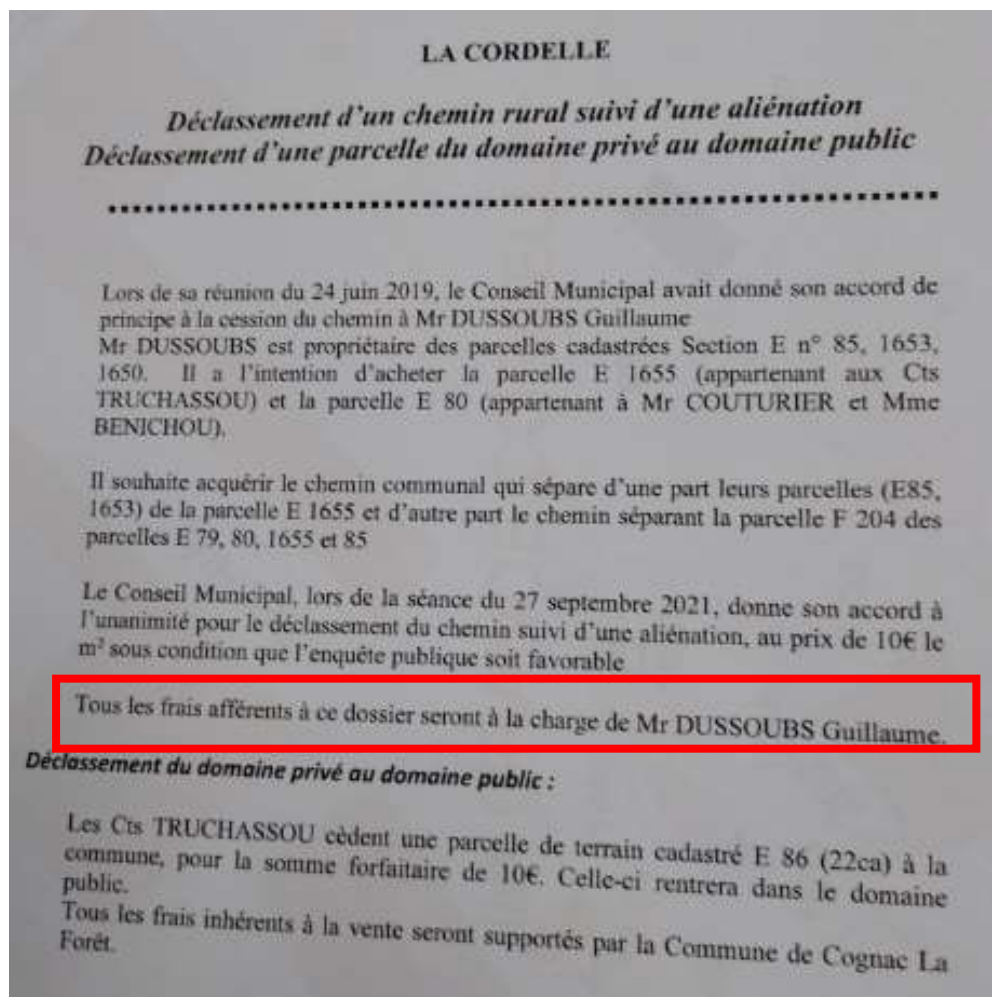 LA CORDELLE
Déclassement d'un chemin rural suivi d'une aliénation
Déclassement d'une parcelle du domaine privé au domaine public
Lors de sa réunion du 24 juin 2019, le Conseil Municipal avait donné son accord de
principe à la cession du chemin à Mr DUSSOUBS Guillaume
Mr DUSSOUBS est propriétaire des parcelles cadastrées Section E n° 85, 1653,
1650. Il a l'intention d'acheter la parcelle E 1655 (appartenant aux Cts
TRUCHASSOU) et la parcelle E 80 (appartenant à Mr COUTURIER et Mme
BENICHOU).
Il souhaite acquérir le chemin communal qui sépare d'une part leurs parcelles (E85,
1653) de la parcelle E 1655 et d'autre part le chemin séparant la parcelle F 204 des
parcelles E 79, 80, 1655 et 85
Le Conseil Municipal, lors de la séance du 27 septembre 2021, donne son accord à
l'unanimité pour le déclassement du chemin suivi d'une aliénation, au prix de 10€ le
m² sous condition que l'enquête publique soit favorable
Tous les frais afférents à ce dossier seront à la charge de Mr DUSSOUBS Guillaume.
Déclassement du domaine privé au domaine public :
Les Cts TRUCHASSOU cèdent une parcelle de terrain cadastré E 86 (22ca) à la
commune, pour la somme forfaitaire de 10€. Celle-ci rentrera dans le domaine
public.
Tous les frais inhérents à la vente seront supportés par la Commune de Cognac La
Forêt.